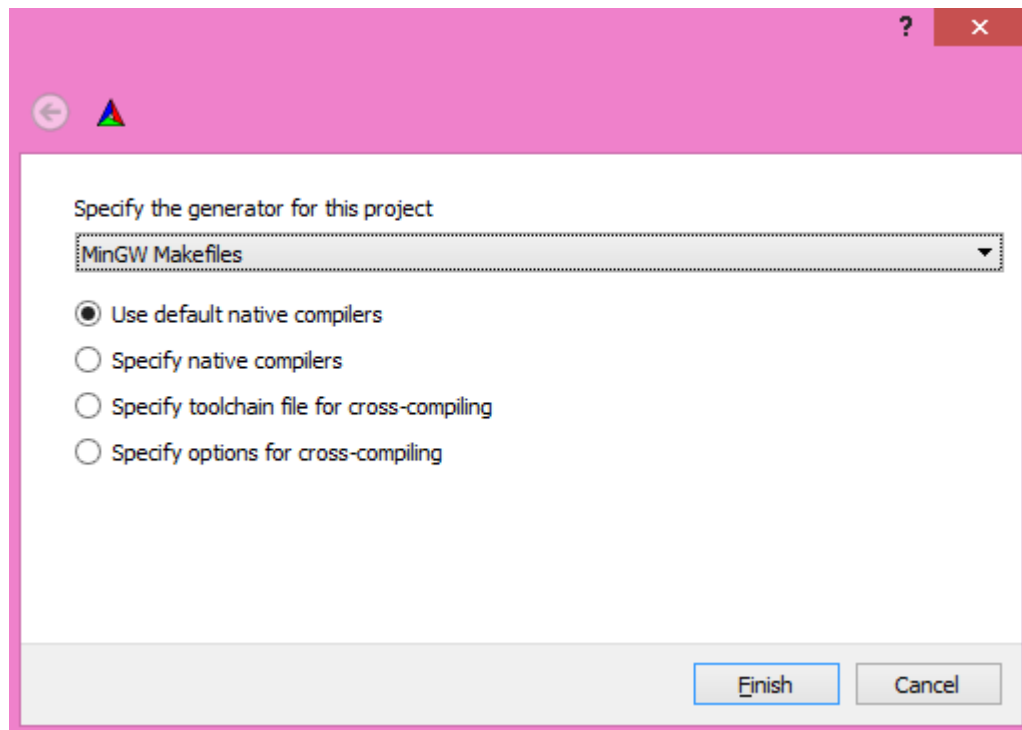 ?
Specify the generator for this project
MinGW Makefiles
Use default native compilers
Specify native compilers
Specify toolchain file for cross-compiling
Specify options for cross-compiling
Finish Cancel